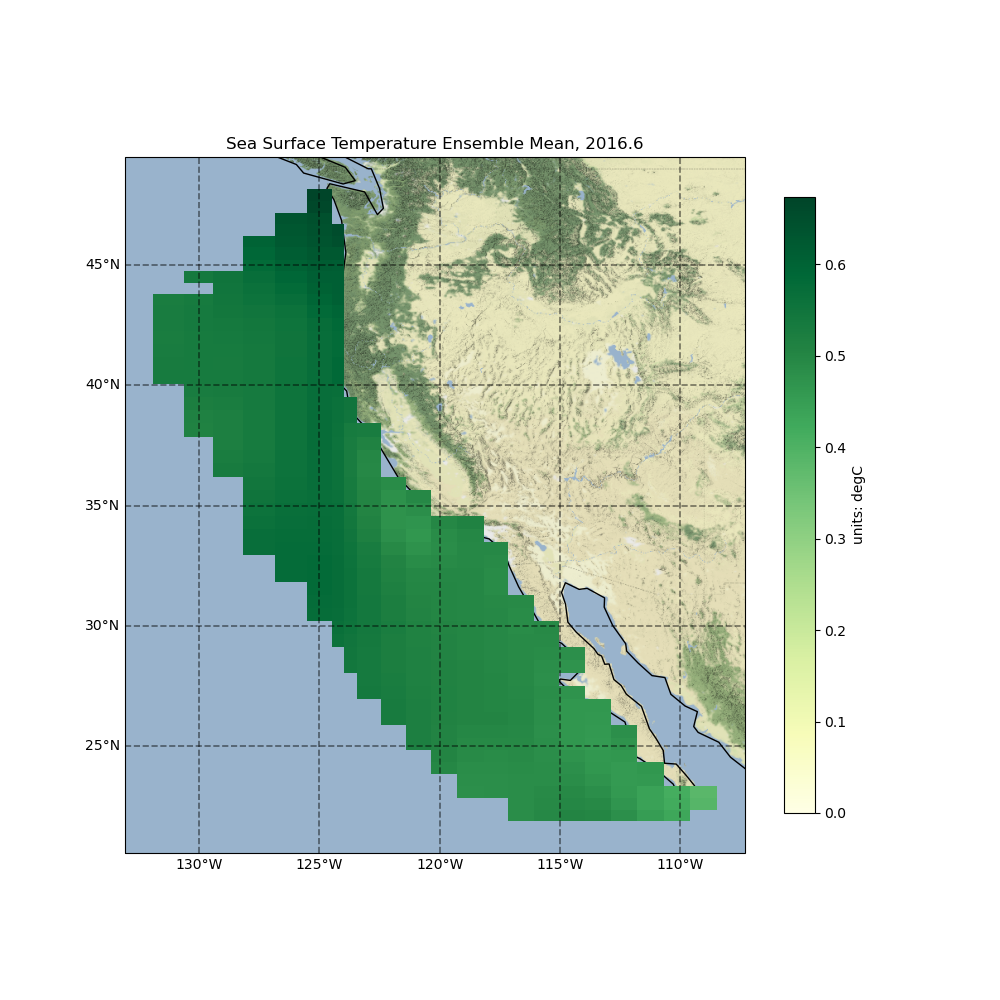 Sea Surface Temperature Ensemble Mean, 2016.6
45°N
40°N
35°N
30°N
25°N
130°W
125°W
120°W
115°W
110°W
0.6
0.5
0.4
0.3
0.2
0.1
0.0
units: degC